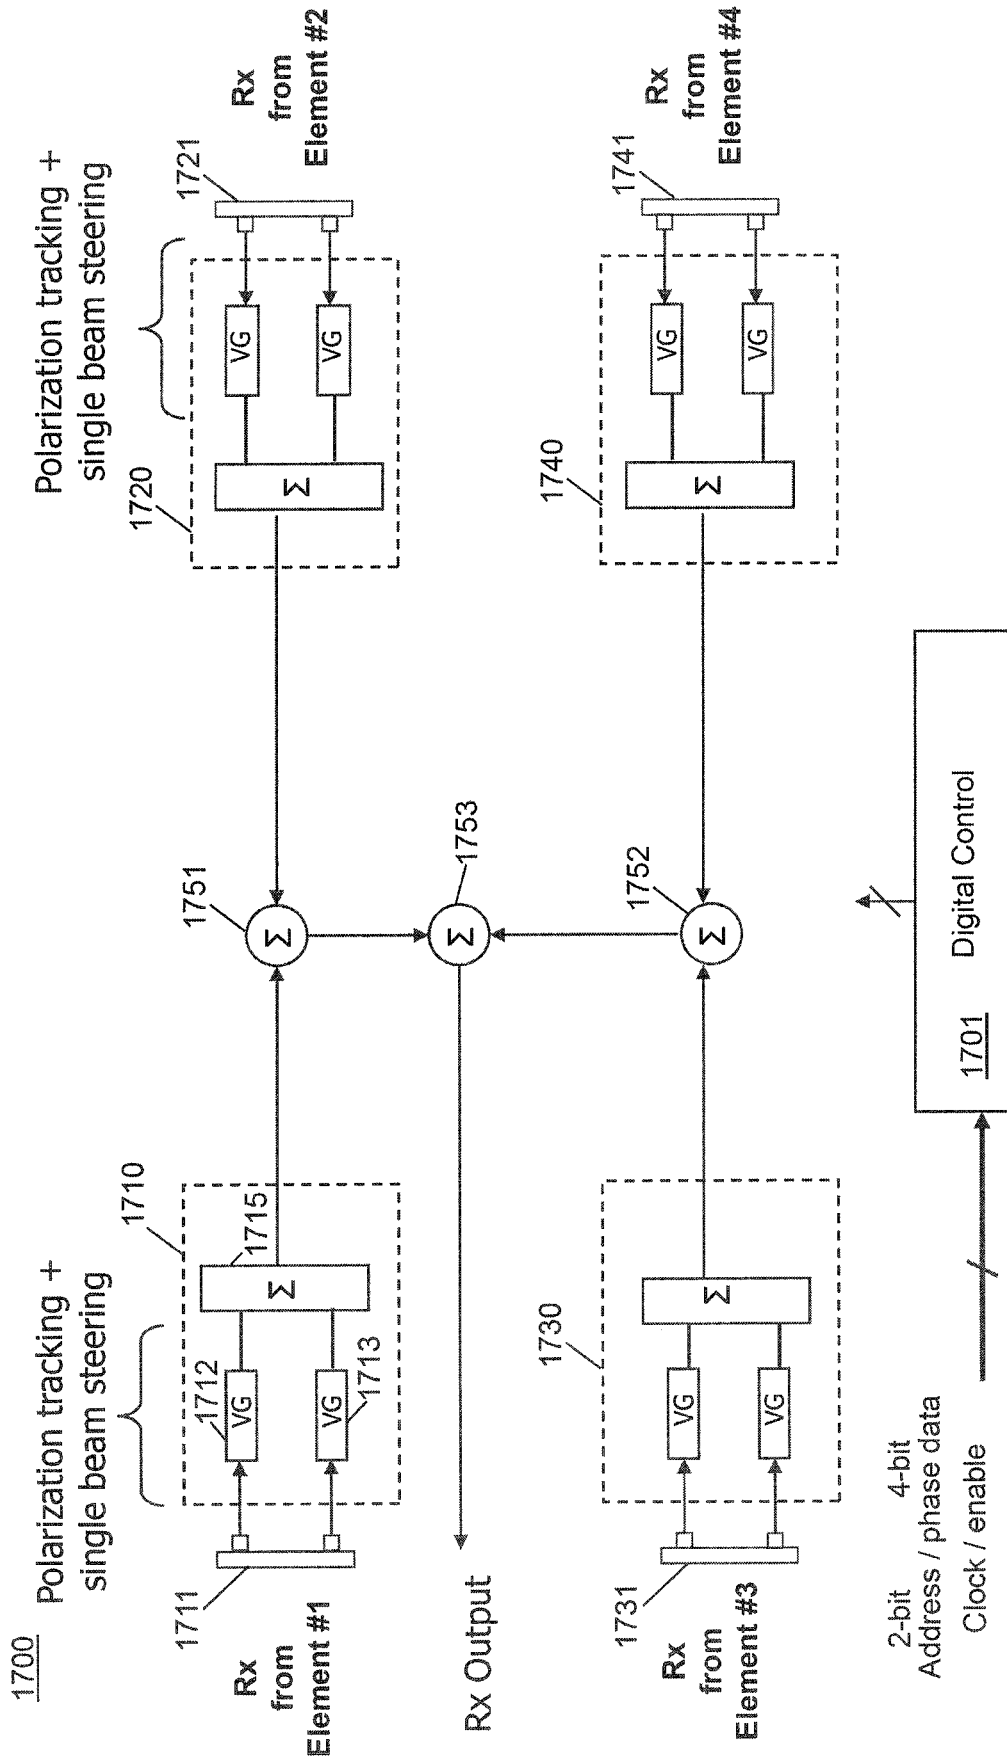 1700
Polarization tracking +
single beam steering
Polarization tracking +
single beam steering
1710
1720
1711
1712
VG
VG
1713
1715
Σ
Rx
from
Element #1
1751
Σ
Σ
VG
VG
1721
Rx
from
Element #2
Rx Output
Σ
1753
1730
1731
VG
VG
Σ
Rx
from
Element #3
1752
Σ
1740
Σ
VG
VG
1741
Rx
from
Element #4
2-bit 4-bit
Address / phase data
Clock / enable
1701
Digital Control